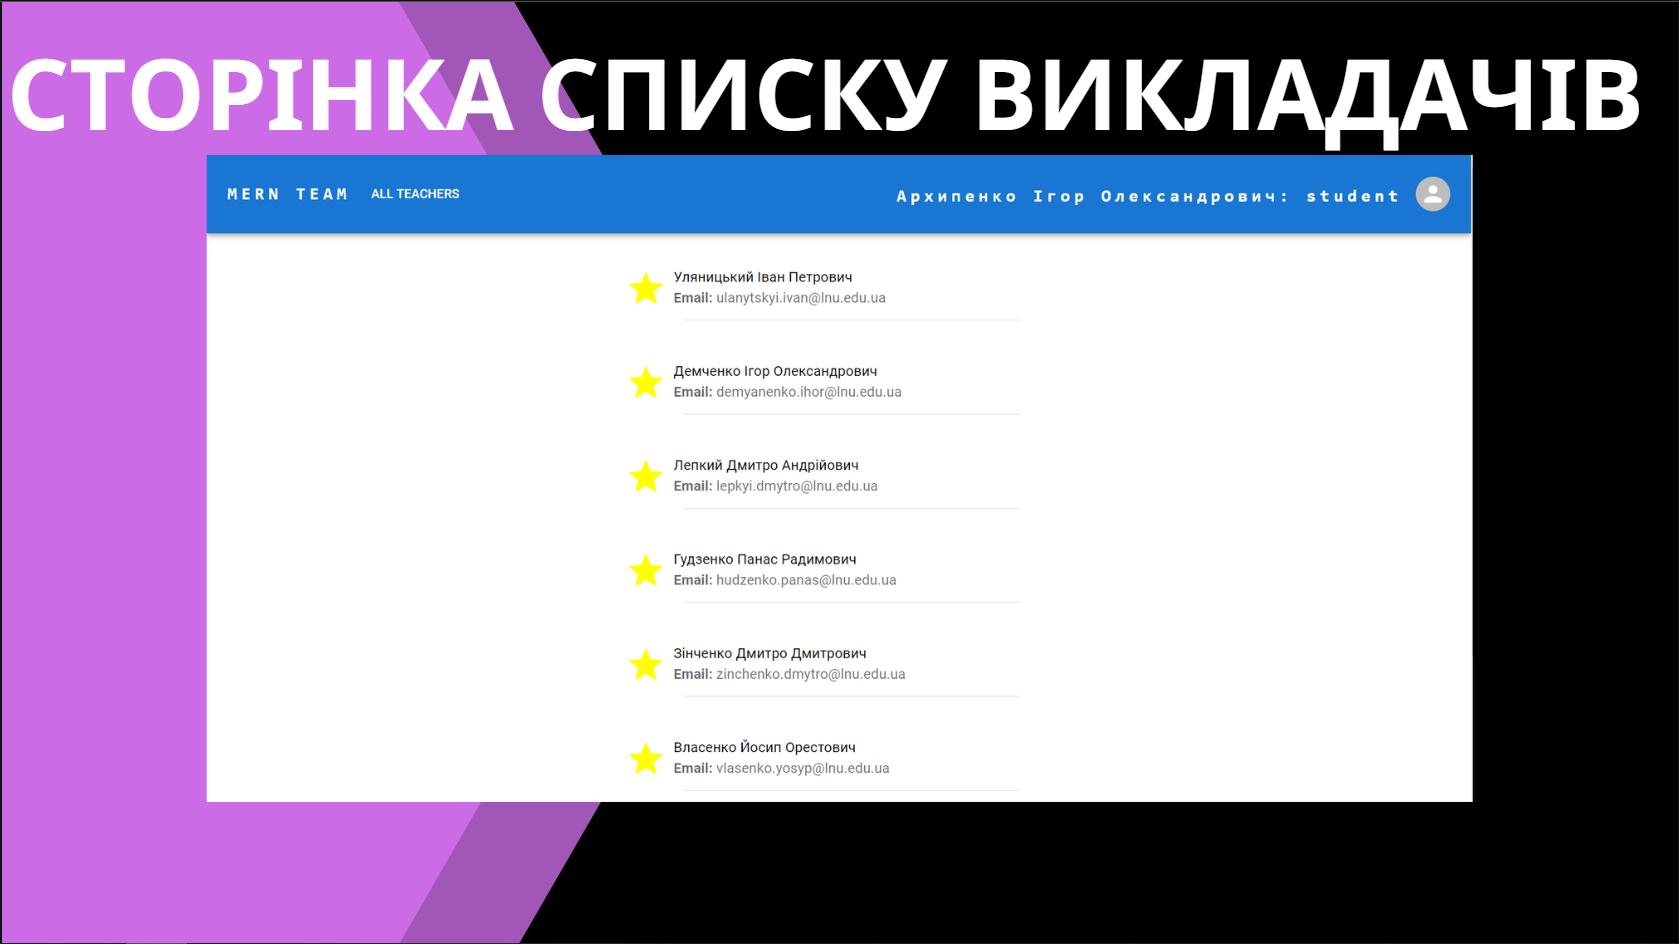 СТОРІНКА СПИСКУ ВИКЛАДАЧІВ
MERN TEAM ALL TEACHERS Архипенко Ігор Олександрович: student
Уляницький Іван Петрович
Email: ulanytskyi.ivan@lnu.edu.ua
Демченко Ігор Олександрович
Email: demyanenko.ihor@lnu.edu.ua
Лепкий Дмитро Андрійович
Email: lepkyi.dmytro@lnu.edu.ua
Гудзенко Панас Радимович
Email: hudzenko.panas@lnu.edu.ua
Зінченко Дмитро Дмитрович
Email: zinchenko.dmytro@lnu.edu.ua
Власенко Йосип Орестович
Email: vlasenko.yosyp@lnu.edu.ua